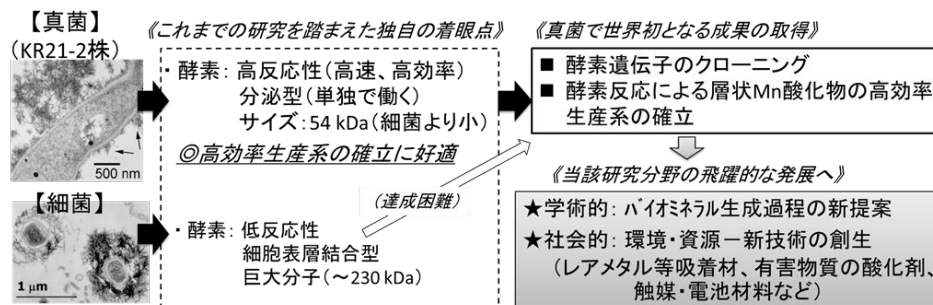 【真菌】
(KR21-2株)
500 nm
【細菌】
1 μm
《これまでの研究を踏まえた独自の着眼点》
・酵素：高反応性(高速、高効率)
分泌型(単独で働く)
サイズ：54 kDa(細菌より小)
◎高効率生産系の確立に好適
(達成困難)
・酵素：低反応性
細胞表層結合型
巨大分子(～230 kDa)
《真菌で世界初となる成果の取得》
■ 酵素遺伝子のクローニング
■ 酵素反応による層状Mn酸化物の高効率
生産系の確立
《当該研究分野の飛躍的な発展へ》
★学術的：バイオミネラル生成過程の新提案
★社会的：環境・資源－新技術の創生
(レアメタル等吸着材、有害物質の酸化剤、
触媒・電池材料など)